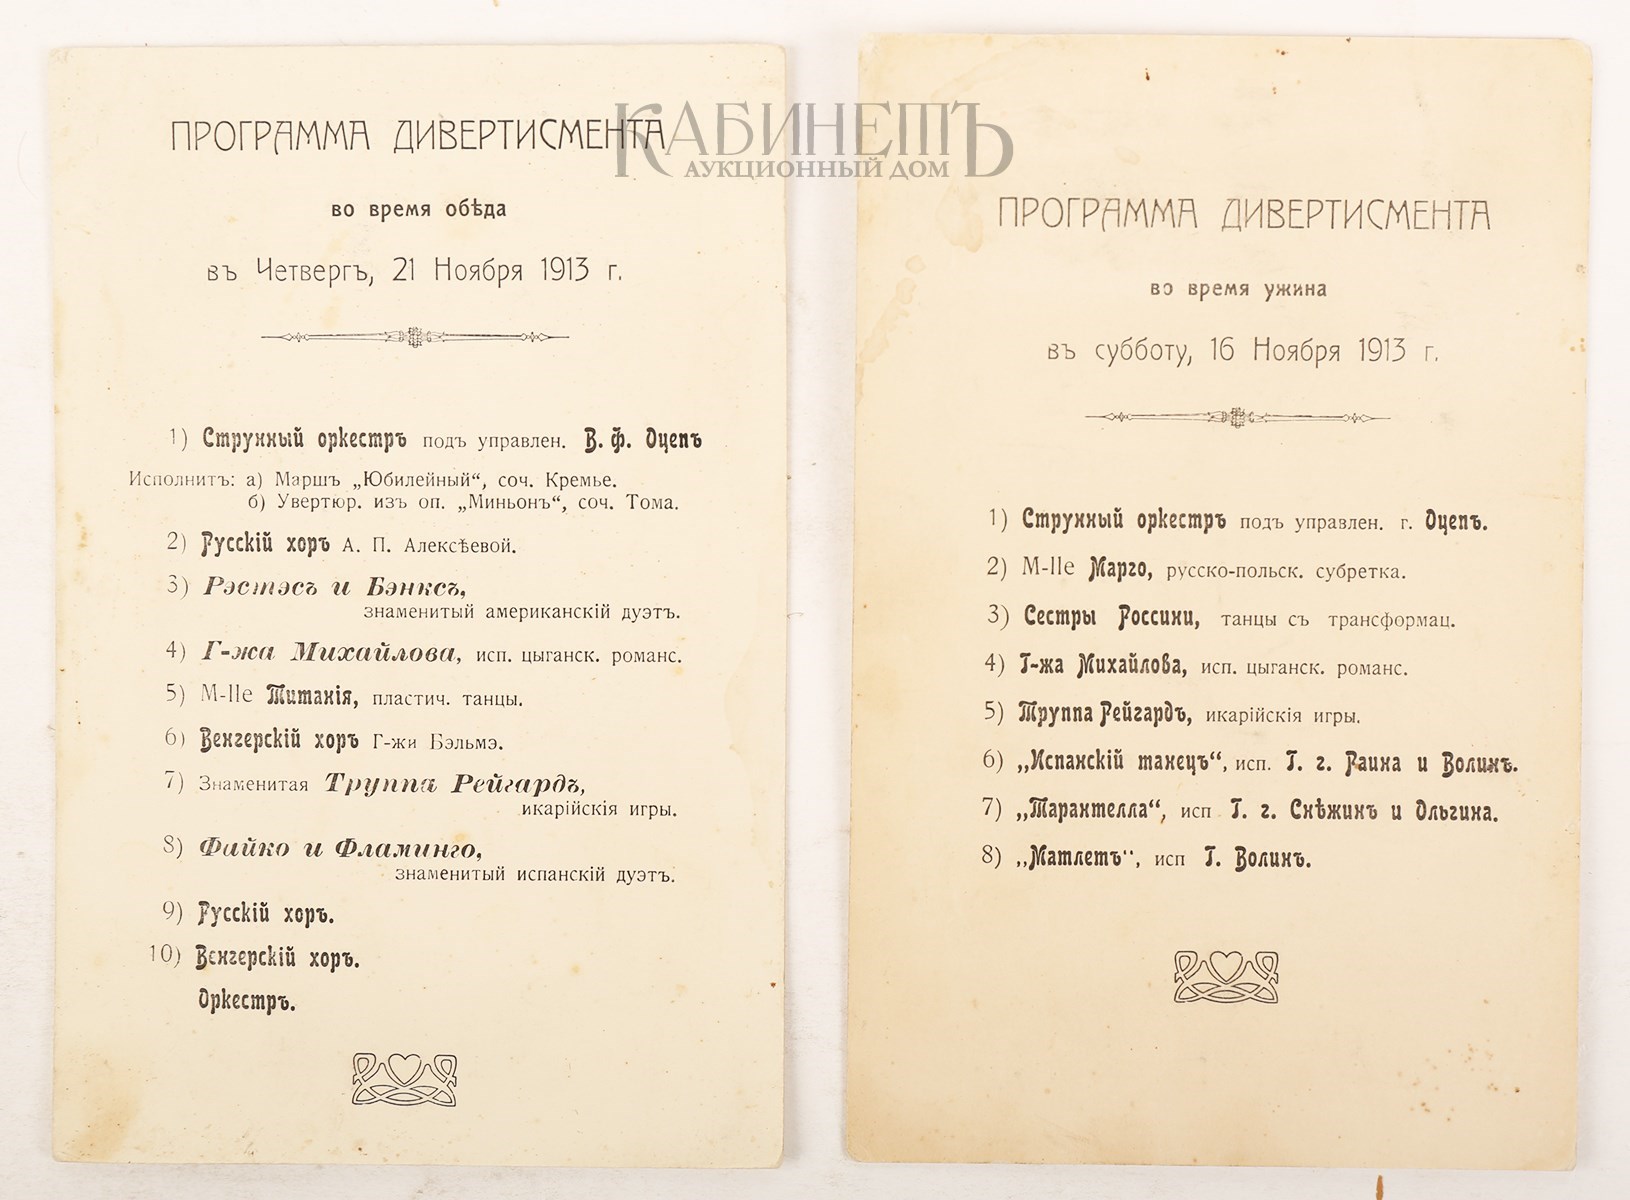 КАБИНЕТЪ
АУКЦИОННЫЙ ДОМ
ПРОГРАММА ДИВЕРТИСМЕНТА
во время обѣда
въ Четвергъ, 21 Ноября 1913 г.
1) Струнный оркестръ подъ управлен. В. Ф. Оцепъ
Исполнитъ: а) Маршъ „Юбилейный“, соч. Кремье.
б) Увертюр. изъ оп. „Миньонъ“, соч. Тома.
2) Русскій хоръ А. П. Алексѣевой.
3) Рэстэсъ и Бэнксъ,
знаменитый американскій дуэтъ.
4) Г-жа Михайлова, исп. цыганск. романс.
5) M-lle Титанія, пластич. танцы.
6) Венгерскій хоръ Г-жи Бэльмэ.
7) Знаменитая Труппа Рейгардъ,
икарійскія игры.
8) Файко и Фламинго,
знаменитый испанскій дуэтъ.
9) Русскій хоръ.
10) Венгерскій хоръ.
Оркестръ.
ПРОГРАММА ДИВЕРТИСМЕНТА
во время ужина
въ субботу, 16 Ноября 1913 г.
1) Струнный оркестръ подъ управлен. г. Оцепъ.
2) M-lle Марго, русско-польск. субретка.
3) Сестры Россини, танцы съ трансформац.
4) Г-жа Михайлова, исп. цыганск. романс.
5) Труппа Рейгардъ, икарійскія игры.
6) „Испанскій танецъ“, исп. Г. г. Раина и Волинъ.
7) „Тарантелла“, исп Г. г. Снѣжинъ и Ольгина.
8) „Матлетъ“, исп Г. Волинъ.